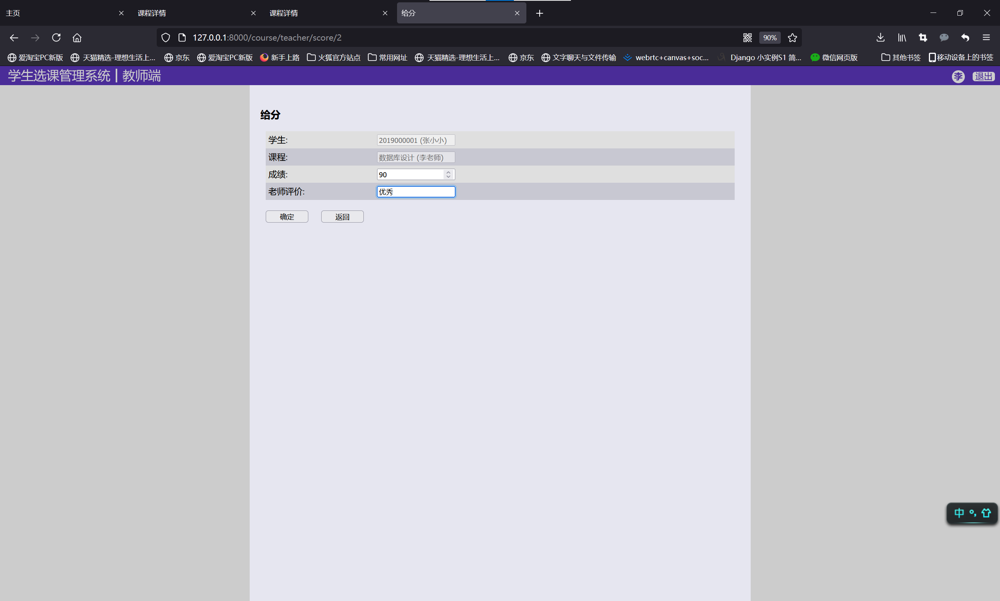 主页 课程详情 课程详情 给分
127.0.0.1:8000/course/teacher/score/2 90%
爱淘宝PC新版 天猫精选-理想生活上... 京东 爱淘宝PC新版 新手上路 火狐官方站点 常用网址 天猫精选-理想生活上... 京东 文字聊天与文件传输 webrtc+canvas+soc... Django 小实例S1 简... 微信网页版 其他书签 移动设备上的书签
学生选课管理系统 | 教师端 李 退出
给分
学生: 2019000001 (张小小)
课程: 数据库设计 (李老师)
成绩: 90
老师评价: 优秀
确定 返回
中 °,